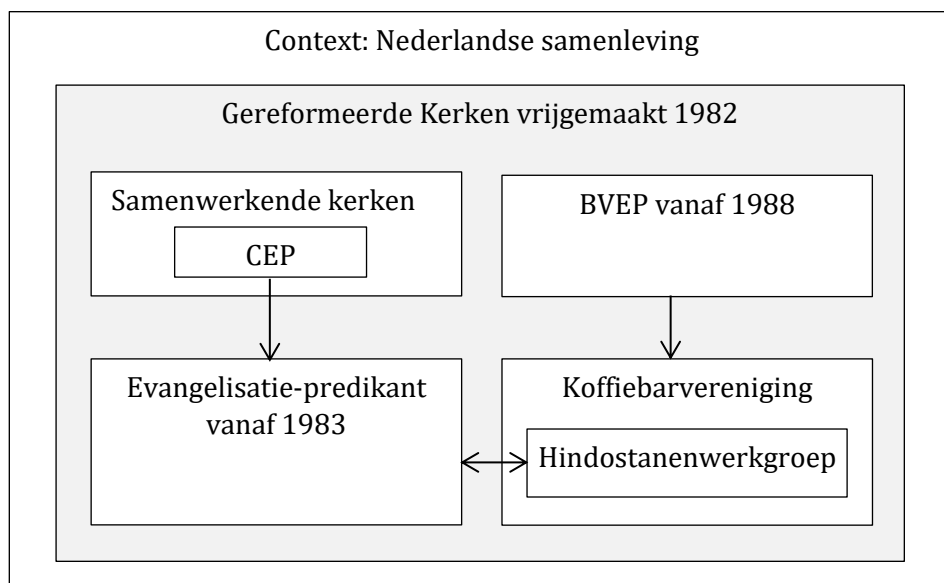 Context: Nederlandse samenleving
Gereformeerde Kerken vrijgemaakt 1982
Samenwerkende kerken
CEP
BVEP vanaf 1988
Evangelisatie-predikant
vanaf 1983
Koffiebarvereniging
Hindostanenwerkgroep